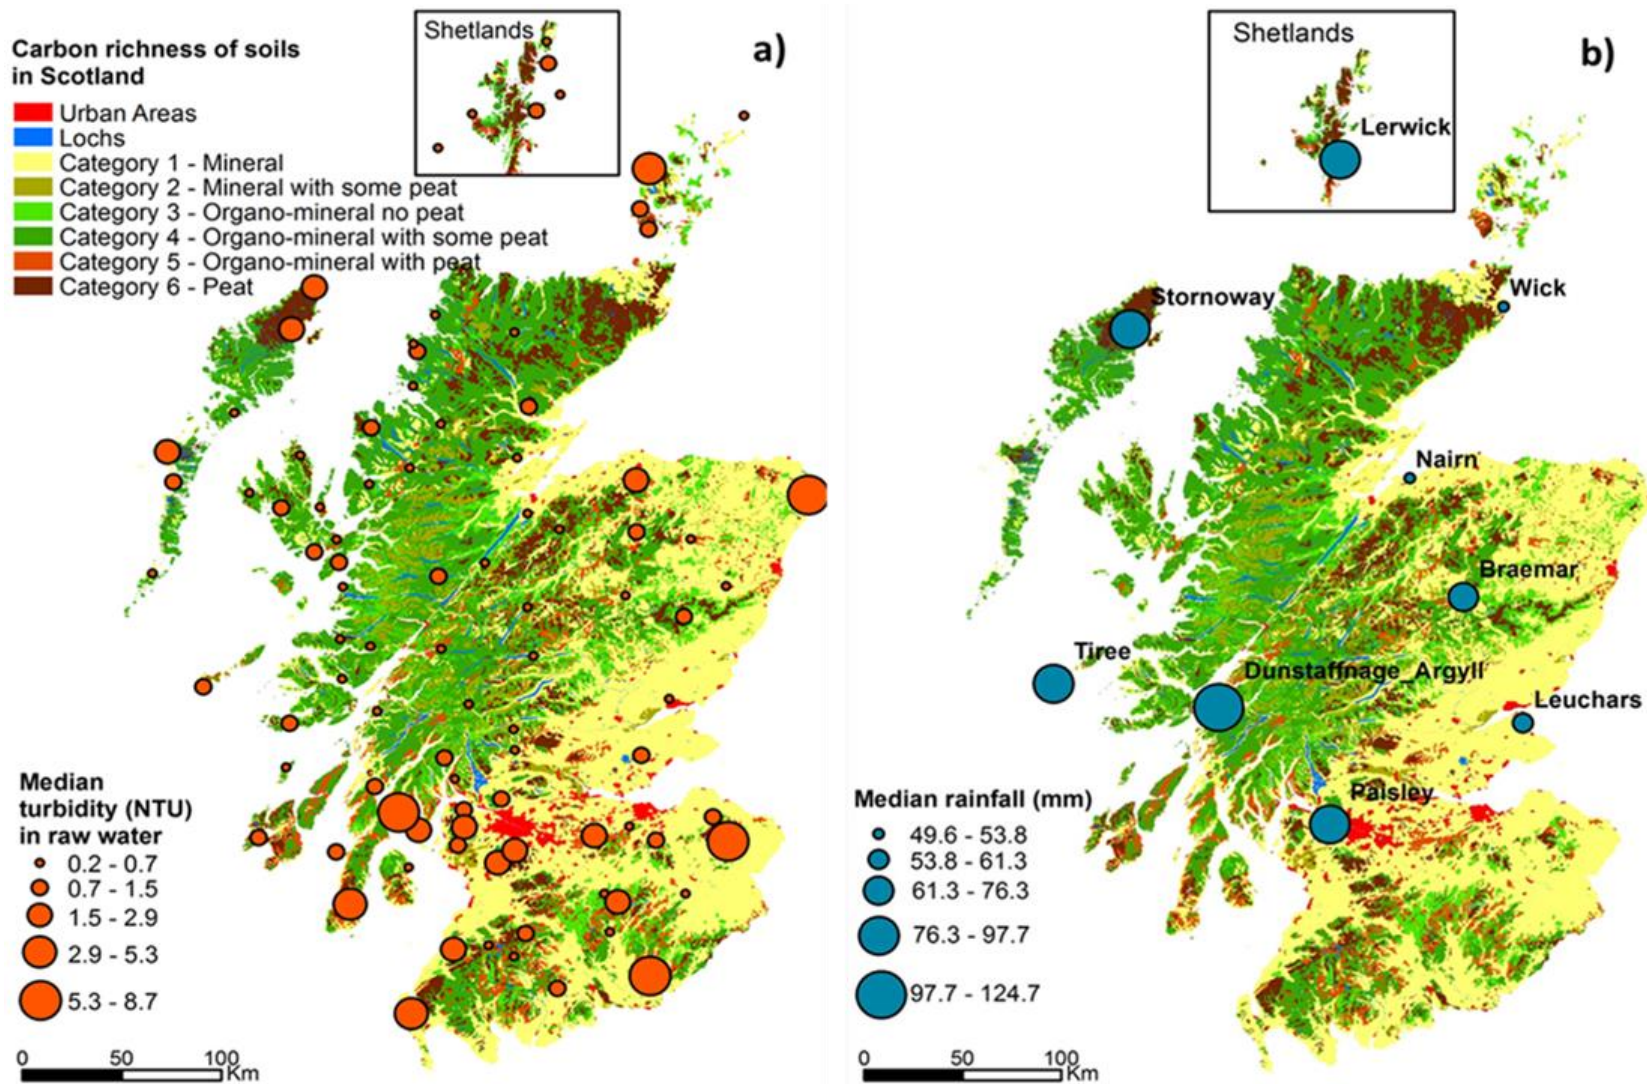 Carbon richness of soils
in Scotland
Urban Areas
Lochs
Category 1 - Mineral
Category 2 - Mineral with some peat
Category 3 - Organo-mineral no peat
Category 4 - Organo-mineral with some peat
Category 5 - Organo-mineral with peat
Category 6 - Peat
Shetlands
a)
Median
turbidity (NTU)
in raw water
0.2 - 0.7
0.7 - 1.5
1.5 - 2.9
2.9 - 5.3
5.3 - 8.7
0 50 100
Km
Shetlands
b)
Lerwick
Stornoway
Wick
Nairn
Braemar
Tiree
Dunstaffnage_Argyll
Leuchars
Paisley
Median rainfall (mm)
49.6 - 53.8
53.8 - 61.3
61.3 - 76.3
76.3 - 97.7
97.7 - 124.7
0 50 100
Km